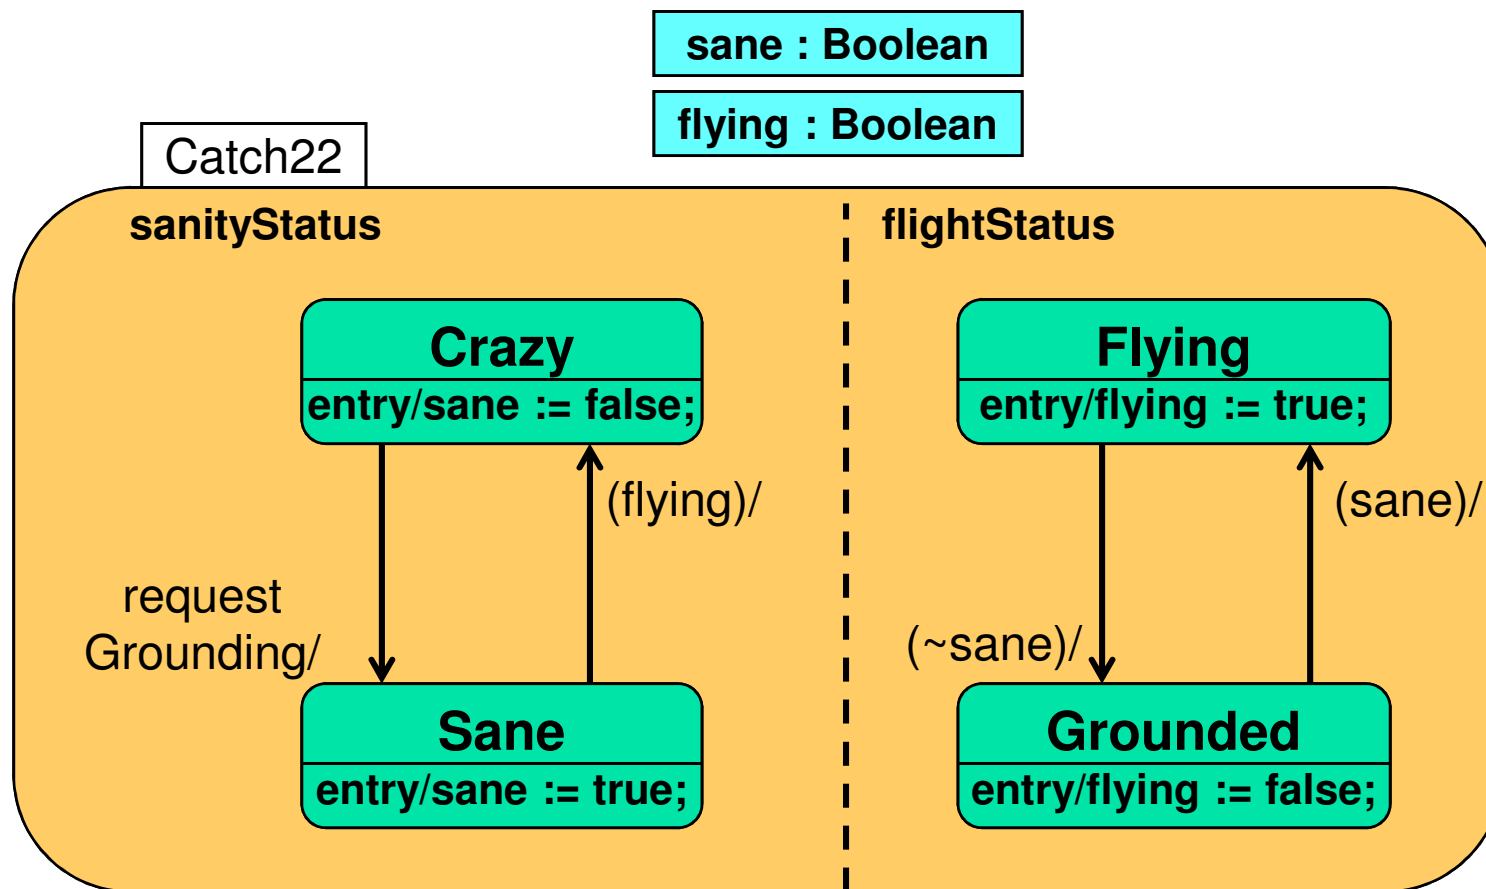 sane : Boolean
flying : Boolean
Catch22
sanityStatus
flightStatus
Crazy
entry/sane := false;
Flying
entry/flying := true;
(flying)/
(sane)/
request
Grounding/
(~sane)/
Sane
entry/sane := true;
Grounded
entry/flying := false;